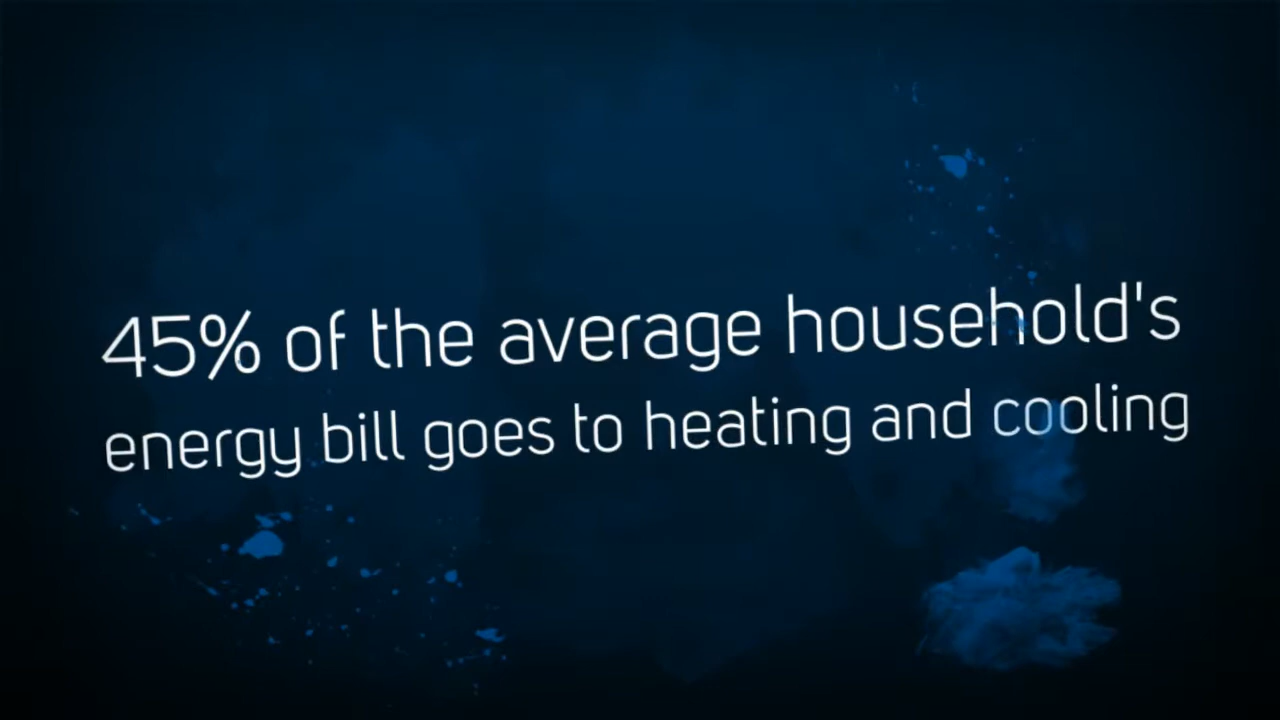 45% of the average household's
energy bill goes to heating and cooling